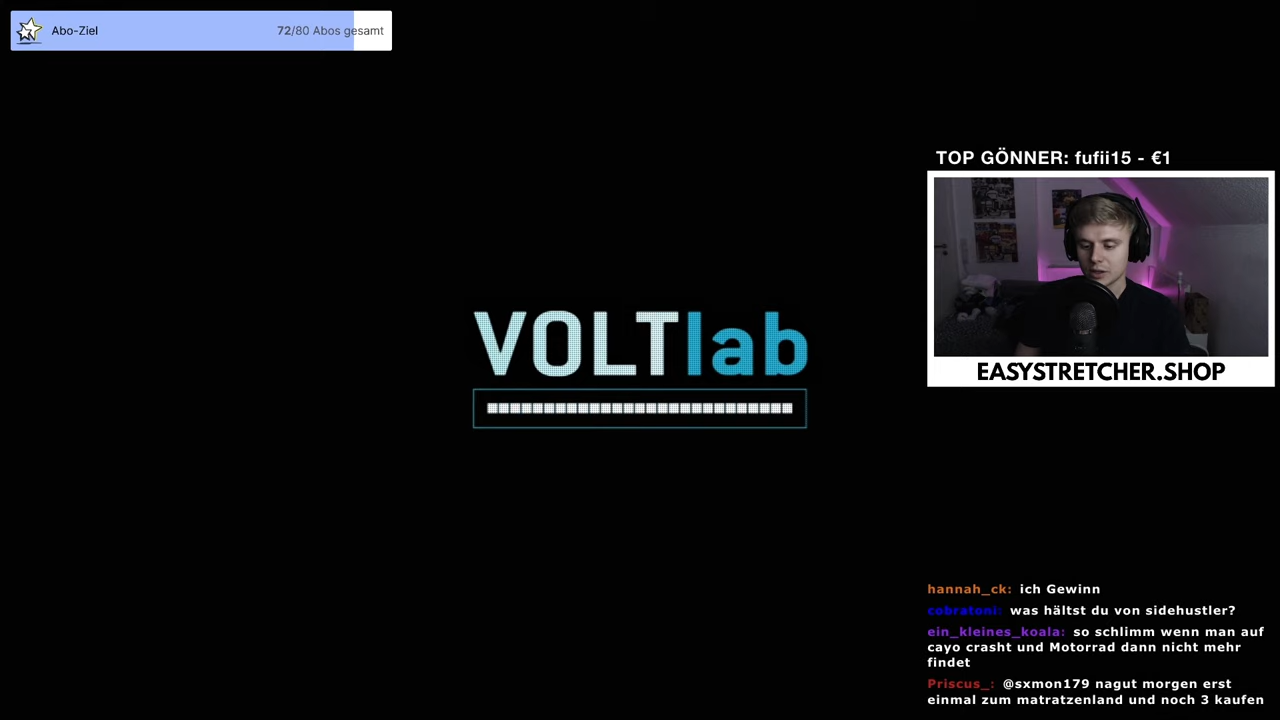 Abo-Ziel
72/80 Abos gesamt
TOP GÖNNER: fufii15 - €1
EASYSTRETCHER.SHOP
VOLTlab
hannah_ck: ich Gewinn
cobratoni: was hältst du von sidehustler?
ein_kleines_koala: so schlimm wenn man auf
cayo crasht und Motorrad dann nicht mehr
findet
Priscus_: @sxmon179 nagut morgen erst
einmal zum matratzenland und noch 3 kaufen